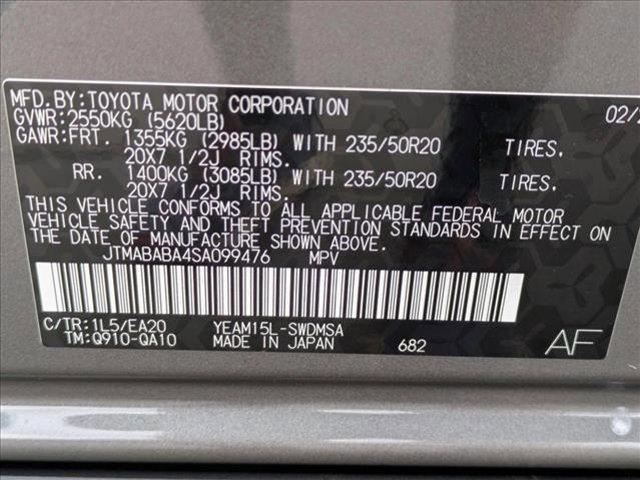 MFD.BY:TOYOTA MOTOR CORPORATION 02/
GVWR:2550KG (5620LB)
GAWR:FRT. 1355KG (2985LB) WITH 235/50R20 TIRES.
20X7 1/2J RIMS.
RR. 1400KG (3085LB) WITH 235/50R20 TIRES.
20X7 1/2J RIMS.
THIS VEHICLE CONFORMS TO ALL APPLICABLE FEDERAL MOTOR
VEHICLE SAFETY AND THEFT PREVENTION STANDARDS IN EFFECT ON
THE DATE OF MANUFACTURE SHOWN ABOVE.
JTMABABA4SA099476 MPV
C/TR:1L5/EA20 YEAM15L-SWDMSA
TM:Q910-QA10 MADE IN JAPAN 682 AF